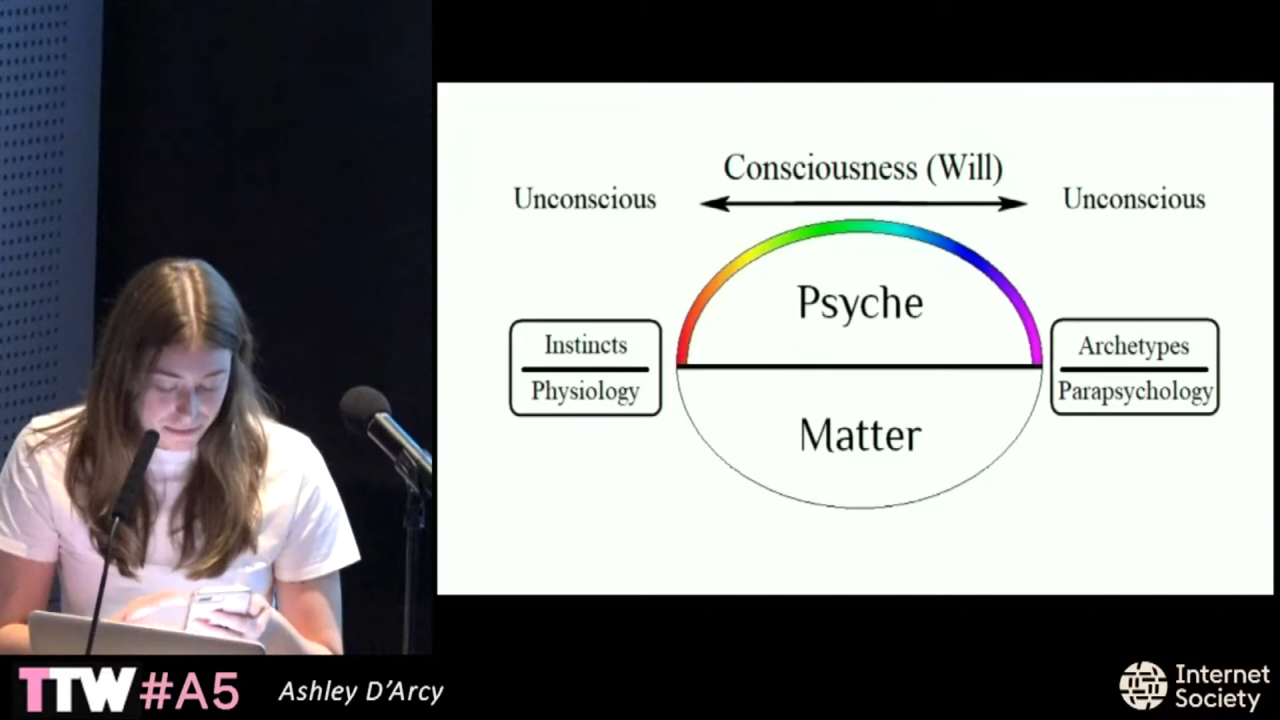 Consciousness (Will)
Unconscious
Unconscious
Psyche
Instincts
Physiology
Archetypes
Parapsychology
Matter
TTW#A5
Ashley D'Arcy
Internet
Society